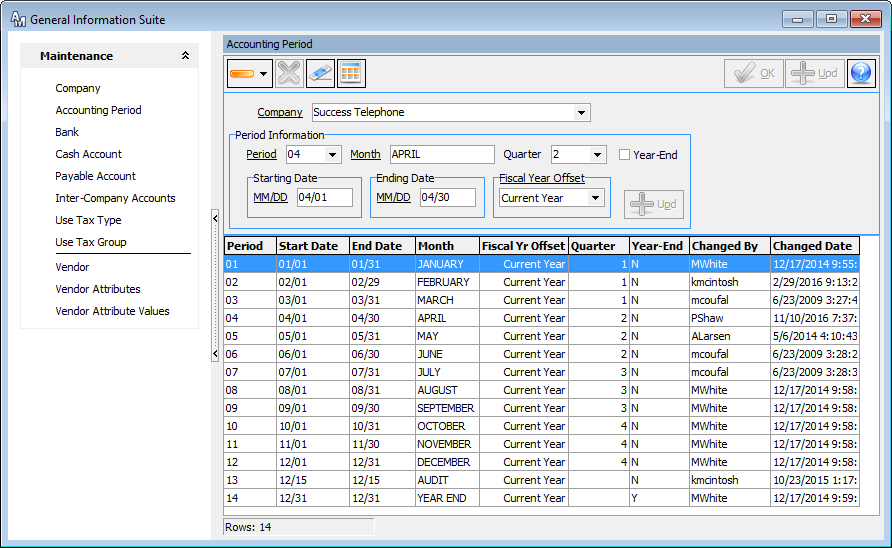 AM General Information Suite
Maintenance
Company
Accounting Period
Bank
Cash Account
Payable Account
Inter-Company Accounts
Use Tax Type
Use Tax Group
Vendor
Vendor Attributes
Vendor Attribute Values
Accounting Period
OK Upd ?
Company Success Telephone
Period Information
Period 04 Month APRIL Quarter 2 Year-End
Starting Date Ending Date Fiscal Year Offset
MM/DD 04/01 MM/DD 04/30 Current Year Upd
Period Start Date End Date Month Fiscal Yr Offset Quarter Year-End Changed By Changed Date
01 01/01 01/31 JANUARY Current Year 1 N MWhite 12/17/2014 9:55:
02 02/01 02/29 FEBRUARY Current Year 1 N kmcintosh 2/29/2016 9:13:2
03 03/01 03/31 MARCH Current Year 1 N mcoufal 6/23/2009 3:27:4
04 04/01 04/30 APRIL Current Year 2 N PShaw 11/10/2016 7:37:
05 05/01 05/31 MAY Current Year 2 N ALarsen 5/6/2014 4:10:43
06 06/01 06/30 JUNE Current Year 2 N mcoufal 6/23/2009 3:28:2
07 07/01 07/31 JULY Current Year 3 N mcoufal 6/23/2009 3:28:3
08 08/01 08/31 AUGUST Current Year 3 N MWhite 12/17/2014 9:58:
09 09/01 09/30 SEPTEMBER Current Year 3 N MWhite 12/17/2014 9:58:
10 10/01 10/31 OCTOBER Current Year 4 N MWhite 12/17/2014 9:58:
11 11/01 11/30 NOVEMBER Current Year 4 N MWhite 12/17/2014 9:58:
12 12/01 12/31 DECEMBER Current Year 4 N MWhite 12/17/2014 9:58:
13 12/15 12/15 AUDIT Current Year N kmcintosh 10/23/2015 1:17:
14 12/31 12/31 YEAR END Current Year Y MWhite 12/17/2014 9:59:
Rows: 14